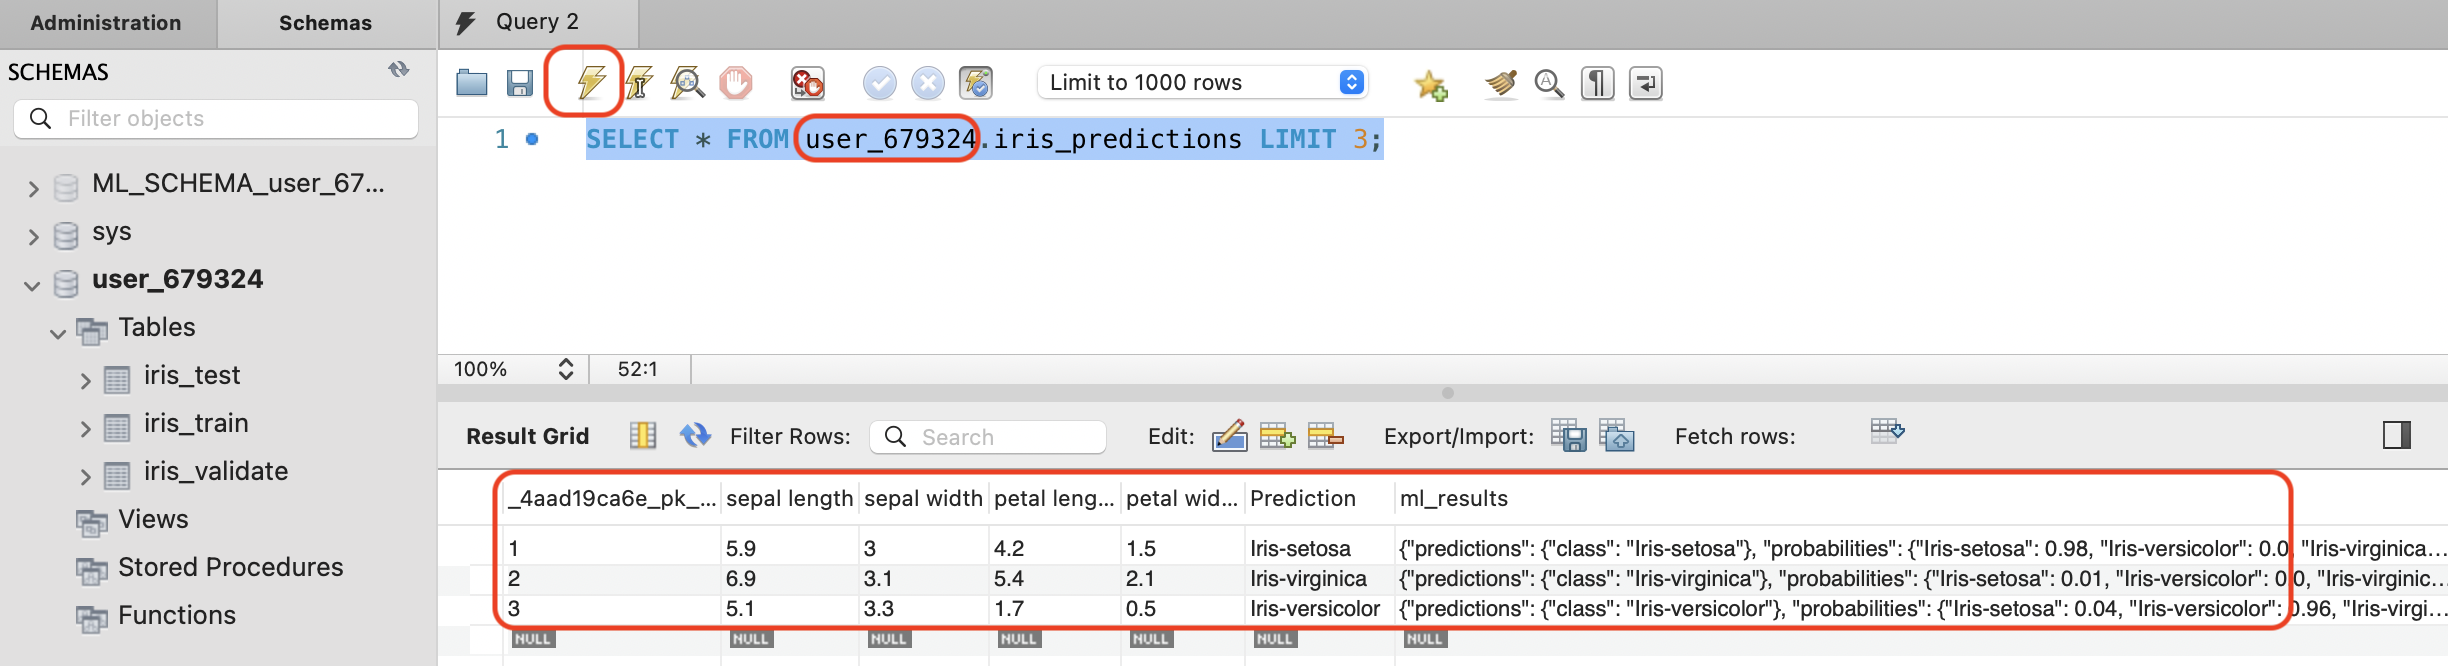 Administration
Schemas
Query 2
SCHEMAS
Filter objects
ML_SCHEMA_user_67...
sys
user_679324
Tables
iris_test
iris_train
iris_validate
Views
Stored Procedures
Functions
Limit to 1000 rows
1 SELECT * FROM user_679324.iris_predictions LIMIT 3;
100% 52:1
Result Grid Filter Rows: Search Edit: Export/Import: Fetch rows:
_4aad19ca6e_pk_... sepal length sepal width petal leng... petal wid... Prediction ml_results
1 5.9 3 4.2 1.5 Iris-setosa {"predictions": {"class": "Iris-setosa"}, "probabilities": {"Iris-setosa": 0.98, "Iris-versicolor": 0.0, "Iris-virginica...
2 6.9 3.1 5.4 2.1 Iris-virginica {"predictions": {"class": "Iris-virginica"}, "probabilities": {"Iris-setosa": 0.01, "Iris-versicolor": 0.0, "Iris-virginic...
3 5.1 3.3 1.7 0.5 Iris-versicolor {"predictions": {"class": "Iris-versicolor"}, "probabilities": {"Iris-setosa": 0.04, "Iris-versicolor": 0.96, "Iris-virgi...
NULL NULL NULL NULL NULL NULL NULL